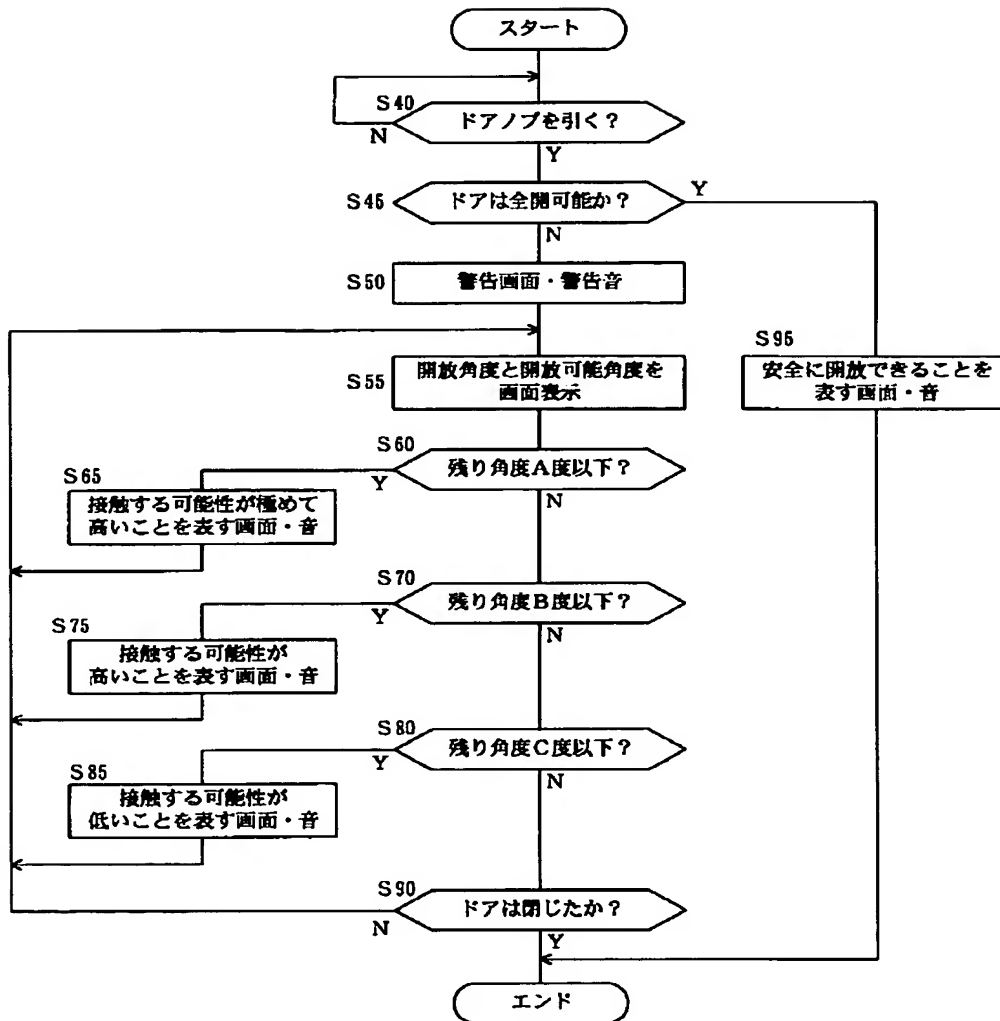 スタート
S40
ドアノブを引く?
N
Y
S45
ドアは全開可能か?
Y
N
S50
警告画面・警告音
S95
安全に開放できることを
表す画面・音
S55
開放角度と開放可能角度を
画面表示
S60
残り角度A度以下?
Y
N
S65
接触する可能性が極めて
高いことを表す画面・音
S70
残り角度B度以下?
Y
N
S75
接触する可能性が
高いことを表す画面・音
S80
残り角度C度以下?
Y
N
S85
接触する可能性が
低いことを表す画面・音
S90
ドアは閉じたか?
N
Y
エンド